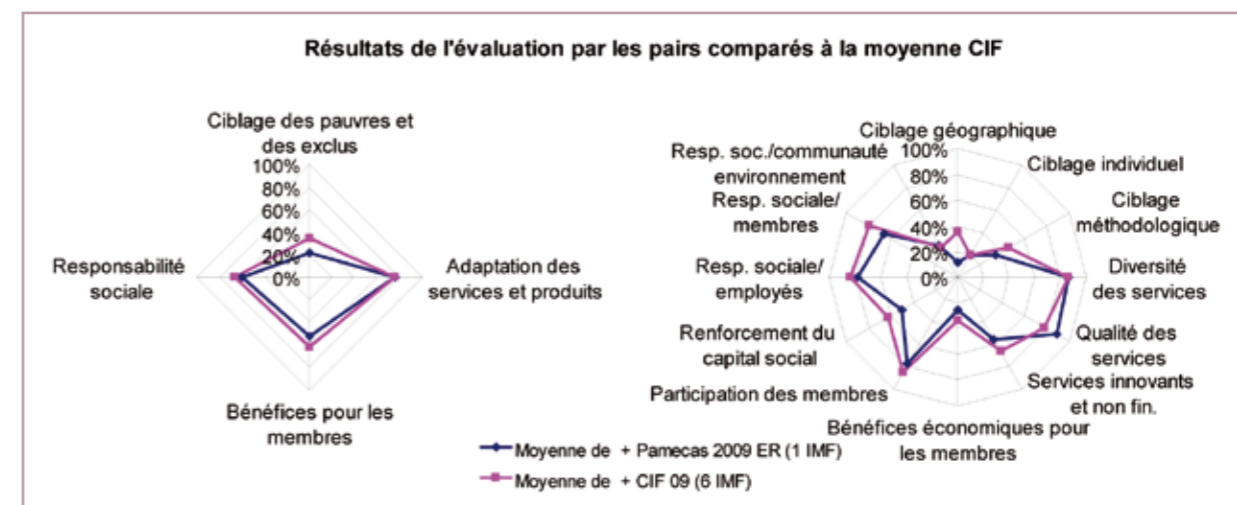 Résultats de l'évaluation par les pairs comparés à la moyenne CIF
Ciblage des pauvres et
des exclus
100%
80%
60%
40%
20%
0%
Responsabilité
sociale
Adaptation des
services et produits
Bénéfices pour les
membres
Ciblage géographique
100%
80%
60%
40%
20%
0%
Ciblage individuel
Ciblage
méthodologique
Diversité
des services
Qualité des
services
Services innovants
et non fin.
Bénéfices économiques pour
les membres
Participation des membres
Renforcement du
capital social
Resp. sociale/
employés
Resp. sociale/
membres
Resp. soc./communauté
environnement
Moyenne de + Pamecas 2009 ER (1 IMF)
Moyenne de + CIF 09 (6 IMF)